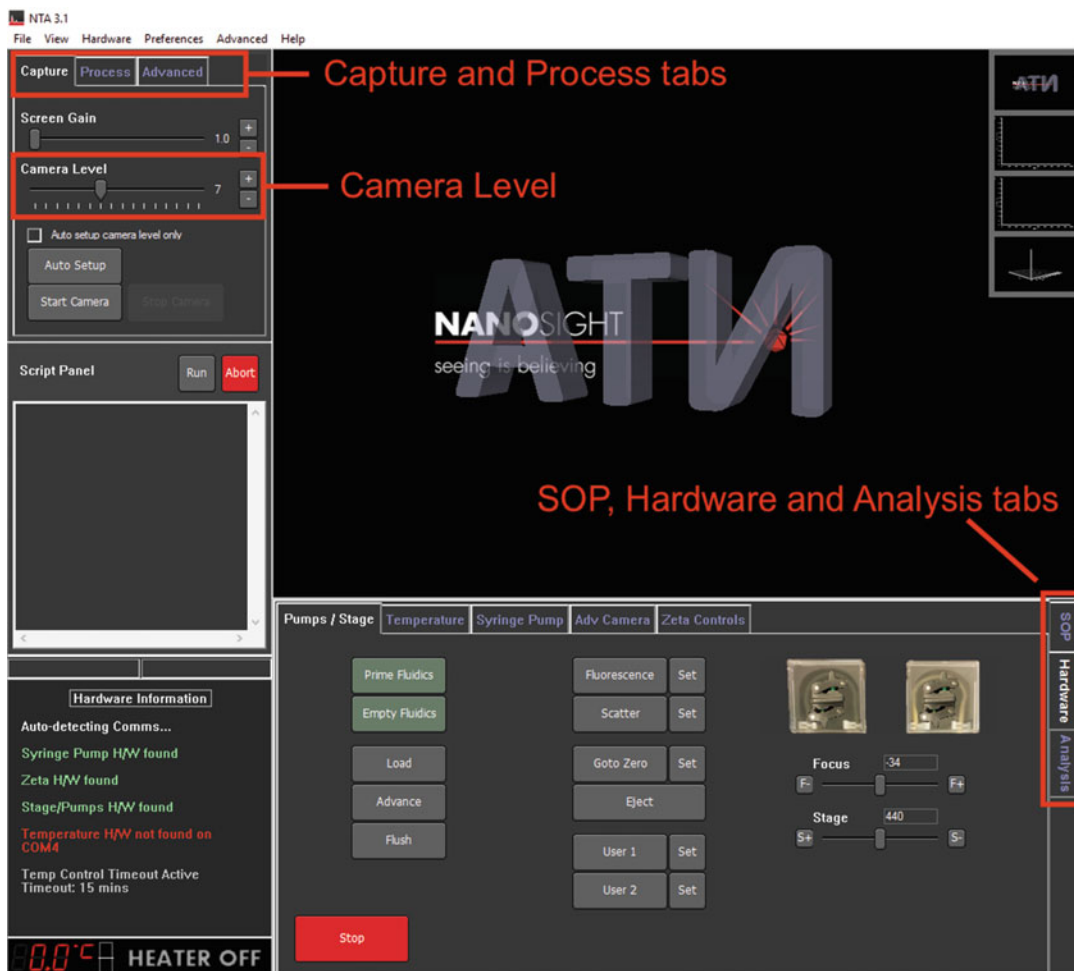 NTA 3.1
File View Hardware Preferences Advanced Help
Capture Process Advanced
Capture and Process tabs
Screen Gain
1.0 + -
Camera Level
7 + -
Camera Level
Auto setup camera level only
Auto Setup
Start Camera Stop Camera
NTA
NANOSIGHT
seeing is believing
NTA
Script Panel Run Abort
SOP, Hardware and Analysis tabs
Pumps / Stage Temperature Syringe Pump Adv Camera Zeta Controls
SOP
Hardware
Analysis
Prime Fluidics
Empty Fluidics
Load
Advance
Flush
Stop
Fluorescence Set
Scatter Set
Goto Zero Set
Eject
User 1 Set
User 2 Set
Focus -34
F- F+
Stage 440
S+ S-
Hardware Information
Auto-detecting Comms...
Syringe Pump H/W found
Zeta H/W found
Stage/Pumps H/W found
Temperature H/W not found on
COM4
Temp Control Timeout Active
Timeout: 15 mins
0.0°C HEATER OFF